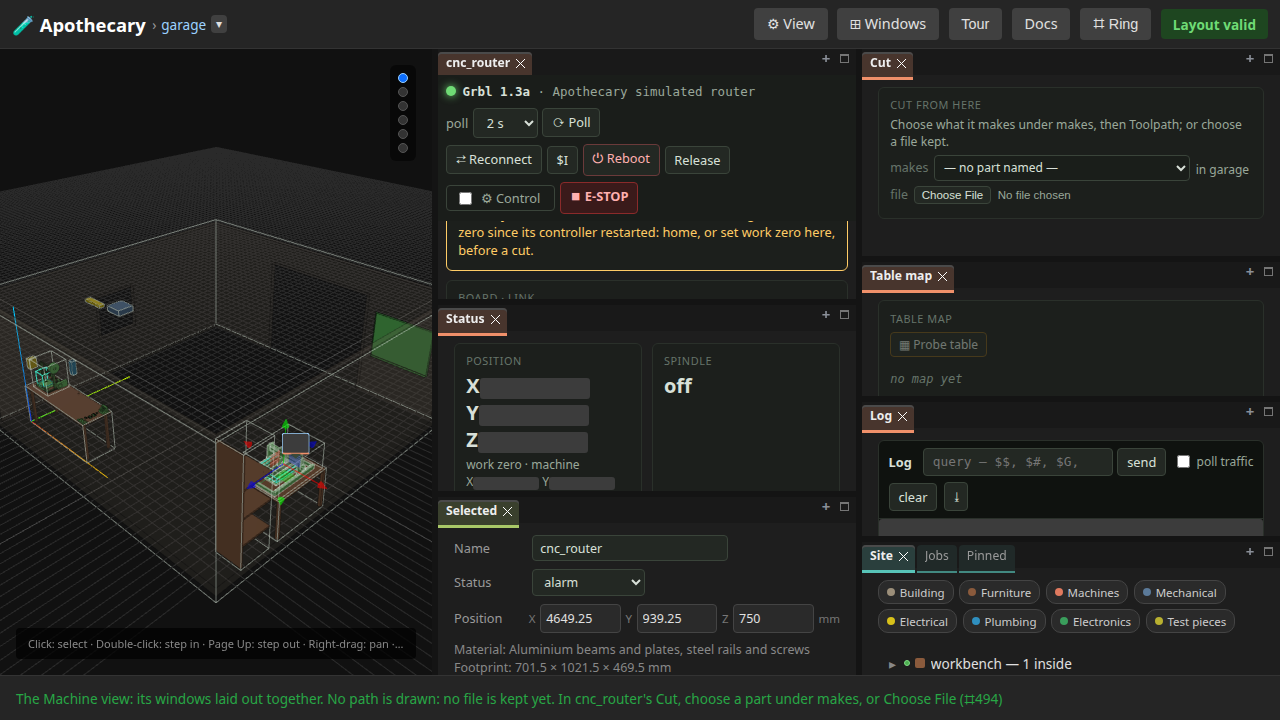 Apothecary › garage ▾
⚙ View
⊞ Windows
Tour
Docs
⌗ Ring
Layout valid
cnc_router
Grbl 1.3a · Apothecary simulated router
poll 2 s ⟳ Poll
⇄ Reconnect $I ⏻ Reboot Release
⚙ Control ■ E-STOP
zero since its controller restarted: home, or set work zero here,
before a cut.
BOARD · LINK
Status
POSITION
X
Y
Z
work zero · machine
X Y
SPINDLE
off
Selected
Name cnc_router
Status alarm
Position X 4649.25 Y 939.25 Z 750 mm
Material: Aluminium beams and plates, steel rails and screws
Footprint: 701.5 × 1021.5 × 469.5 mm
Cut
CUT FROM HERE
Choose what it makes under makes, then Toolpath; or choose
a file kept.
makes — no part named — in garage
file Choose File No file chosen
Table map
TABLE MAP
▦ Probe table
no map yet
Log
Log query — $$, $#, $G, send poll traffic
clear ⭳
Site Jobs Pinned
Building Furniture Machines Mechanical
Electrical Plumbing Electronics Test pieces
▸ workbench — 1 inside
Click: select · Double-click: step in · Page Up: step out · Right-drag: pan ·...
The Machine view: its windows laid out together. No path is drawn: no file is kept yet. In cnc_router's Cut, choose a part under makes, or Choose File (⌗494)